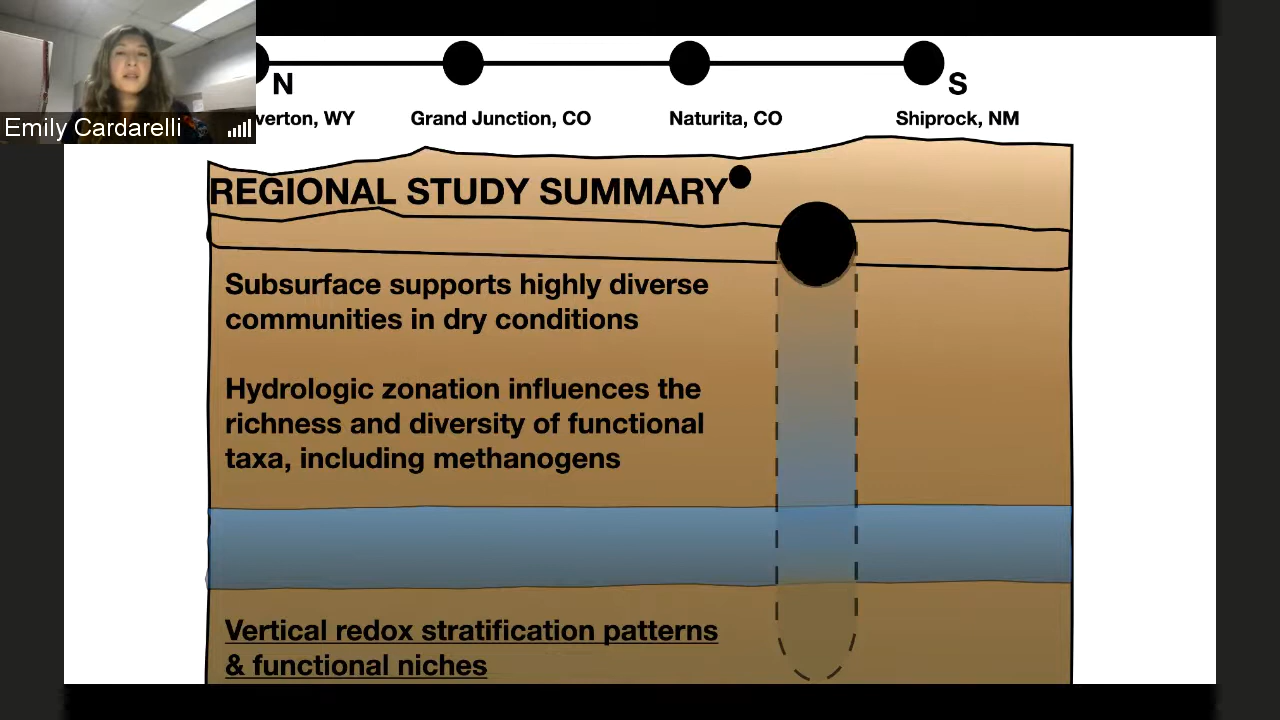 N
S
verton, WY
Grand Junction, CO
Naturita, CO
Shiprock, NM
Emily Cardarelli
REGIONAL STUDY SUMMARY
Subsurface supports highly diverse
communities in dry conditions
Hydrologic zonation influences the
richness and diversity of functional
taxa, including methanogens
Vertical redox stratification patterns
& functional niches